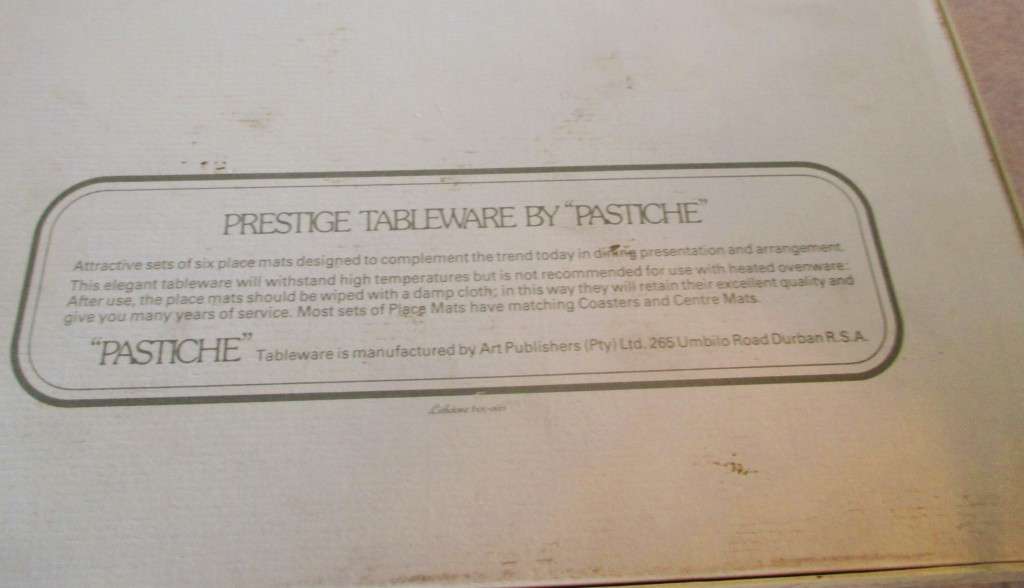 PRESTIGE TABLEWARE BY "PASTICHE"
Attractive sets of six place mats designed to complement the trend today in dining presentation and arrangement.
This elegant tableware will withstand high temperatures but is not recommended for use with heated ovenware.
After use, the place mats should be wiped with a damp cloth; in this way they will retain their excellent quality and
give you many years of service. Most sets of Place Mats have matching Coasters and Centre Mats.
"PASTICHE" Tableware is manufactured by Art Publishers (Pty) Ltd. 265 Umbilo Road Durban R.S.A.